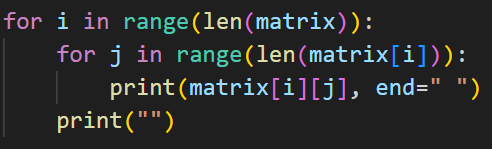 for i in range(len(matrix)):
    for j in range(len(matrix[i])):
        print(matrix[i][j], end=" ")
    print("")